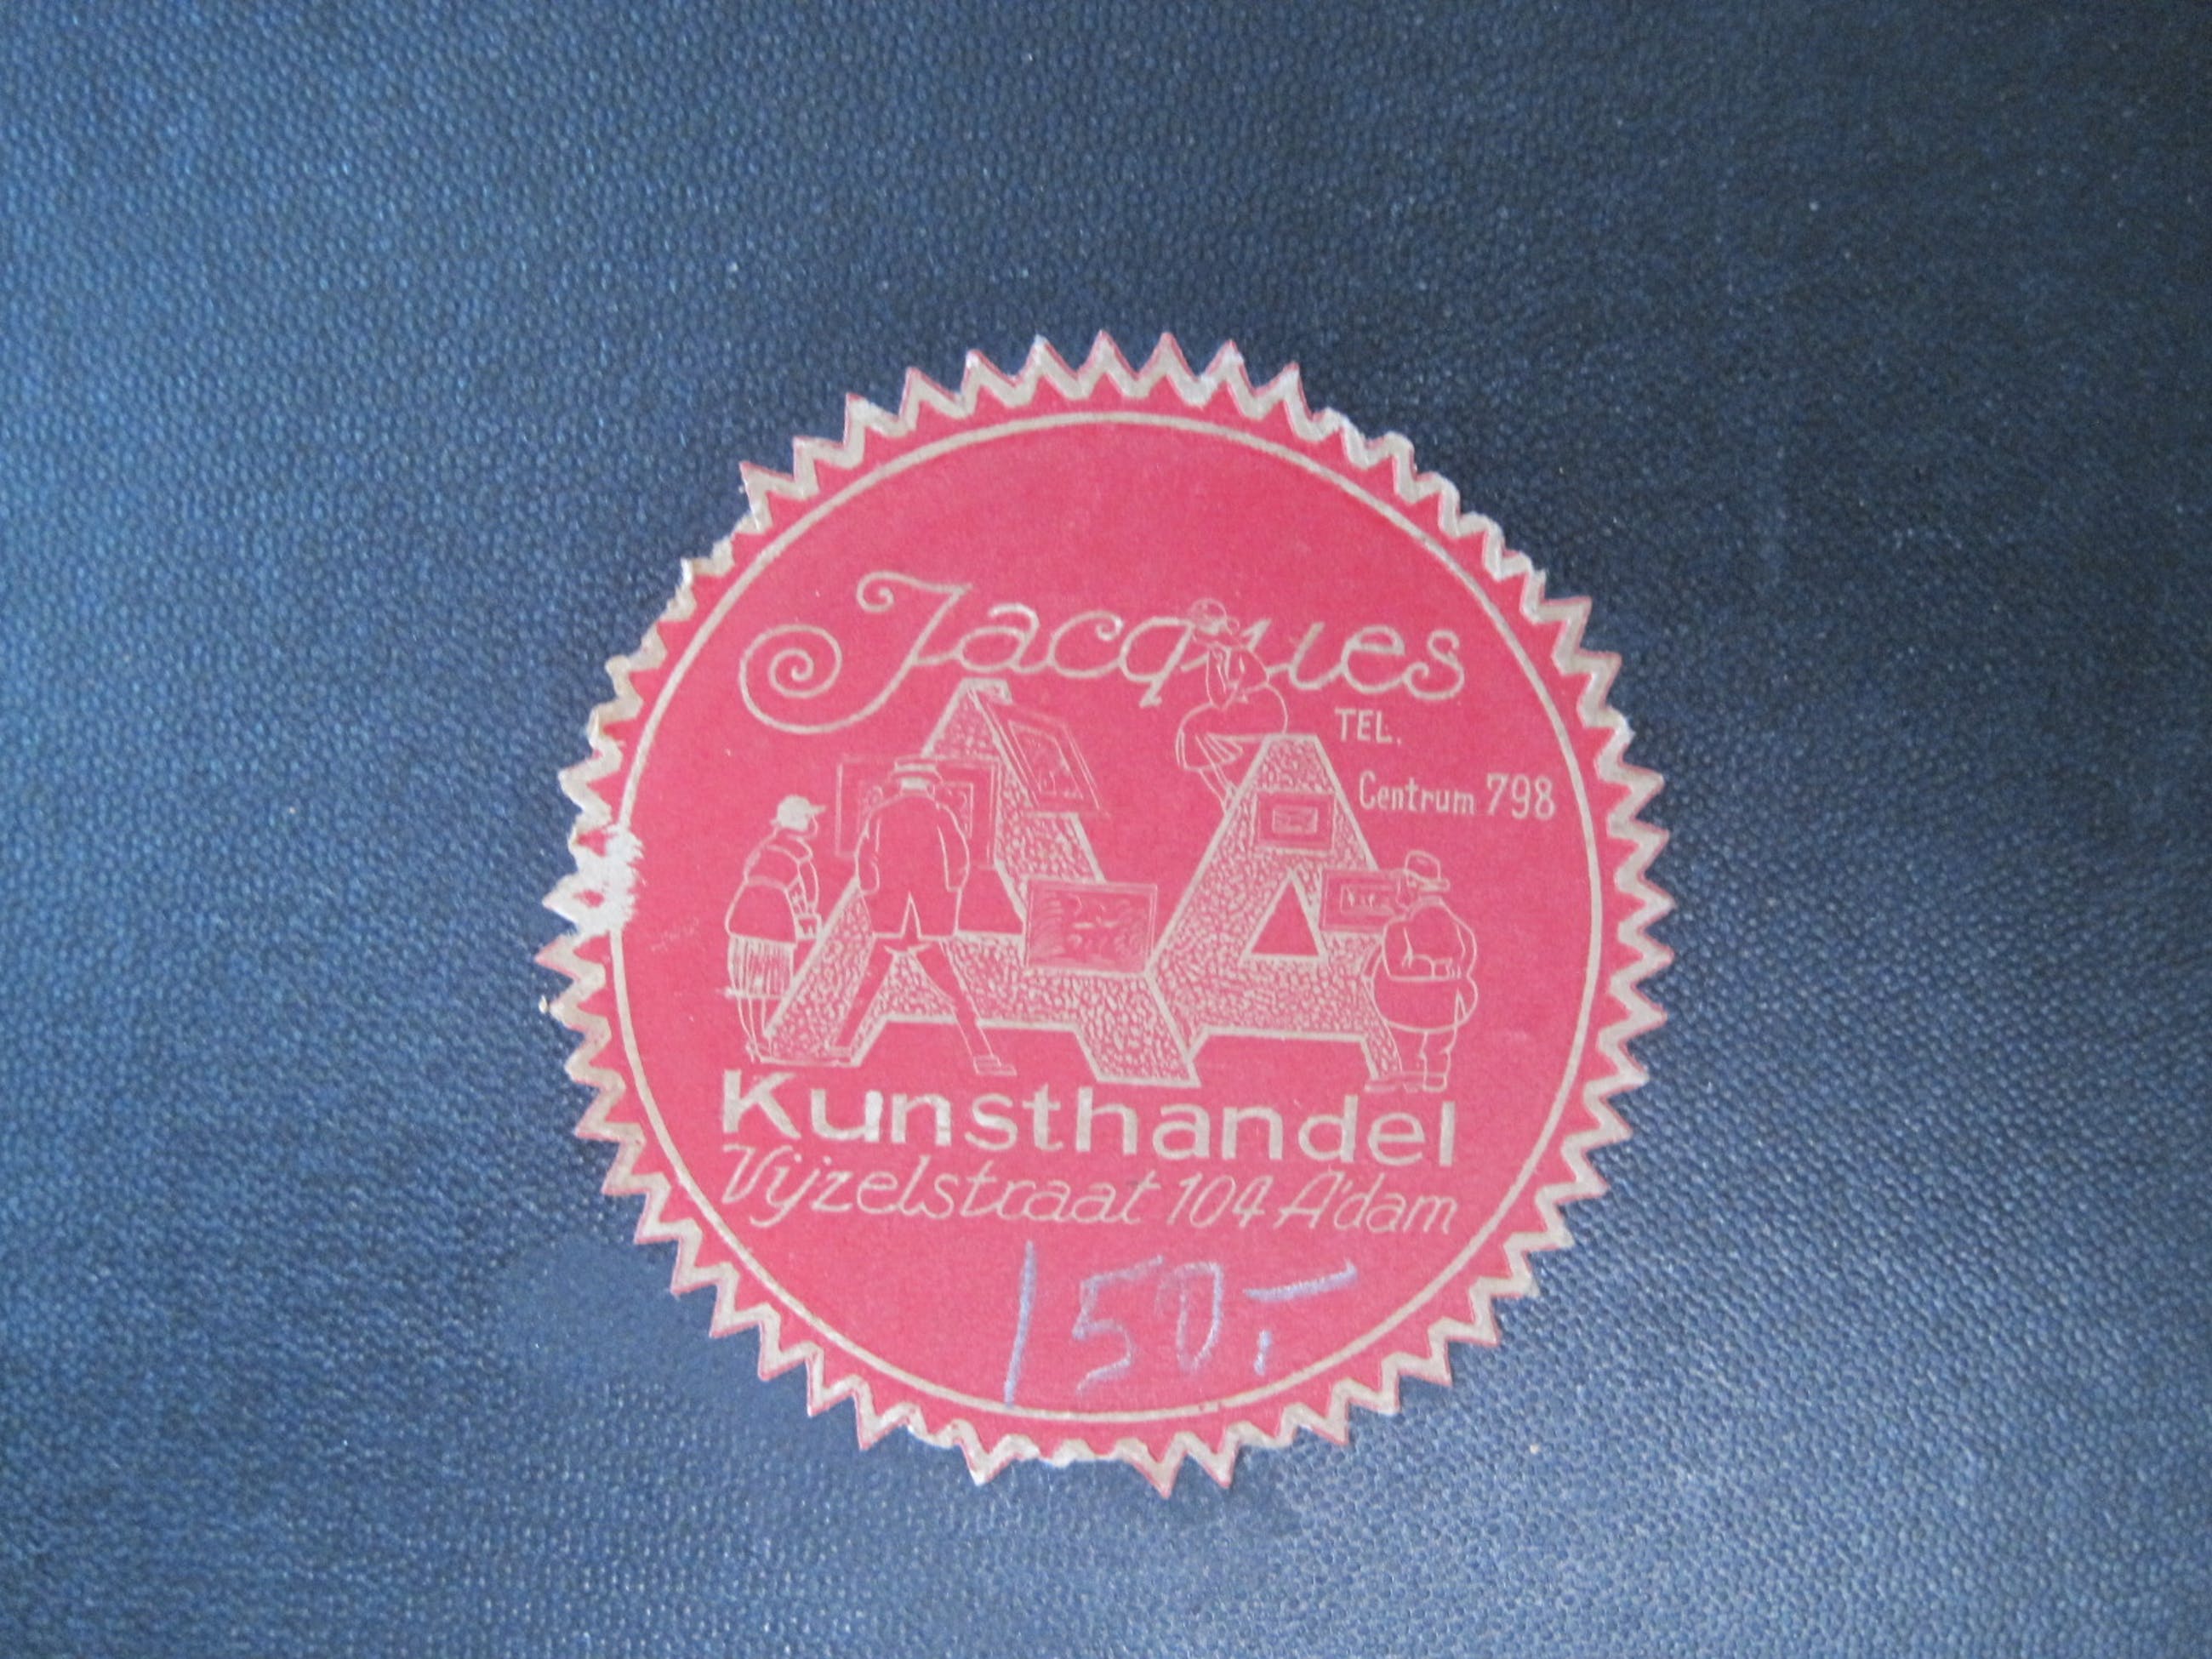 Jacques
TEL.
Centrum 798
AA
Kunsthandel
Vijzelstraat 104 A'dam
150,-